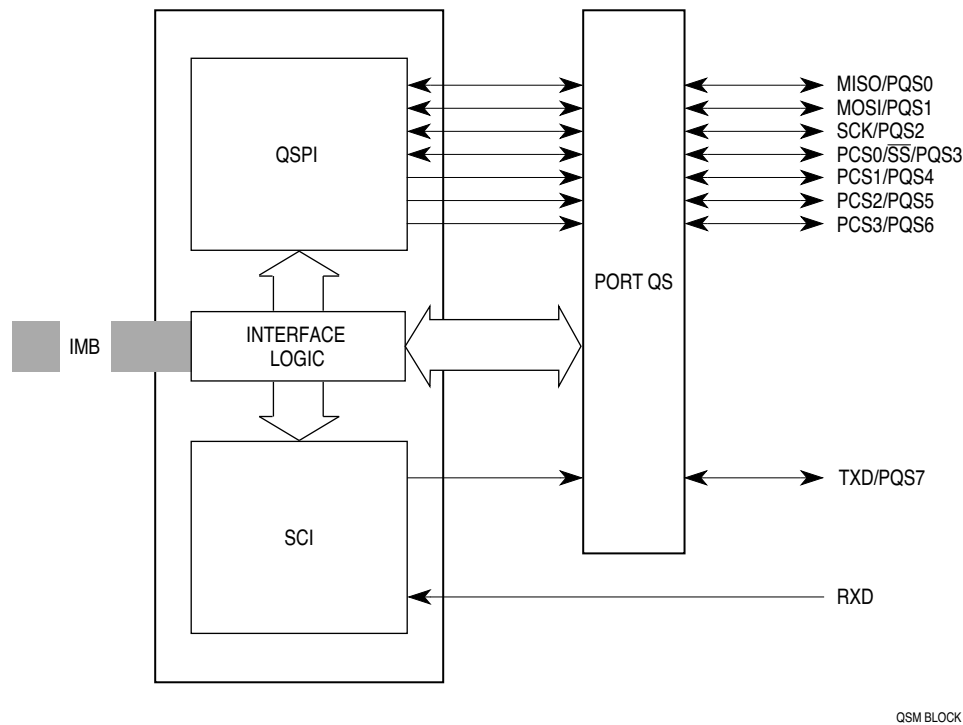 MISO/PQS0
MOSI/PQS1
SCK/PQS2
QSPI
PCS0/SS/PQS3
PCS1/PQS4
PCS2/PQS5
PCS3/PQS6
PORT QS
INTERFACE
LOGIC
IMB
TXD/PQS7
SCI
RXD
QSM BLOCK